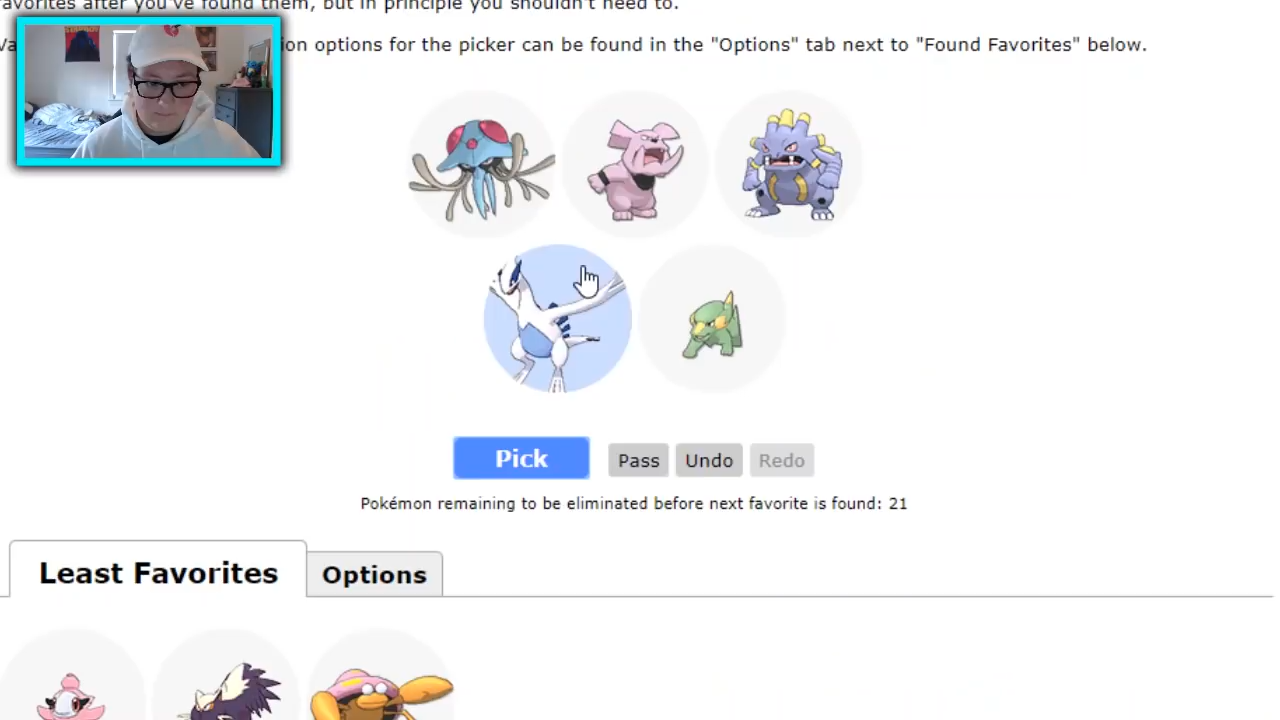 favorites after you've found them, but in principle you shouldn't need to.
ion options for the picker can be found in the "Options" tab next to "Found Favorites" below.
Pick
Pass
Undo
Redo
Pokémon remaining to be eliminated before next favorite is found: 21
Least Favorites
Options